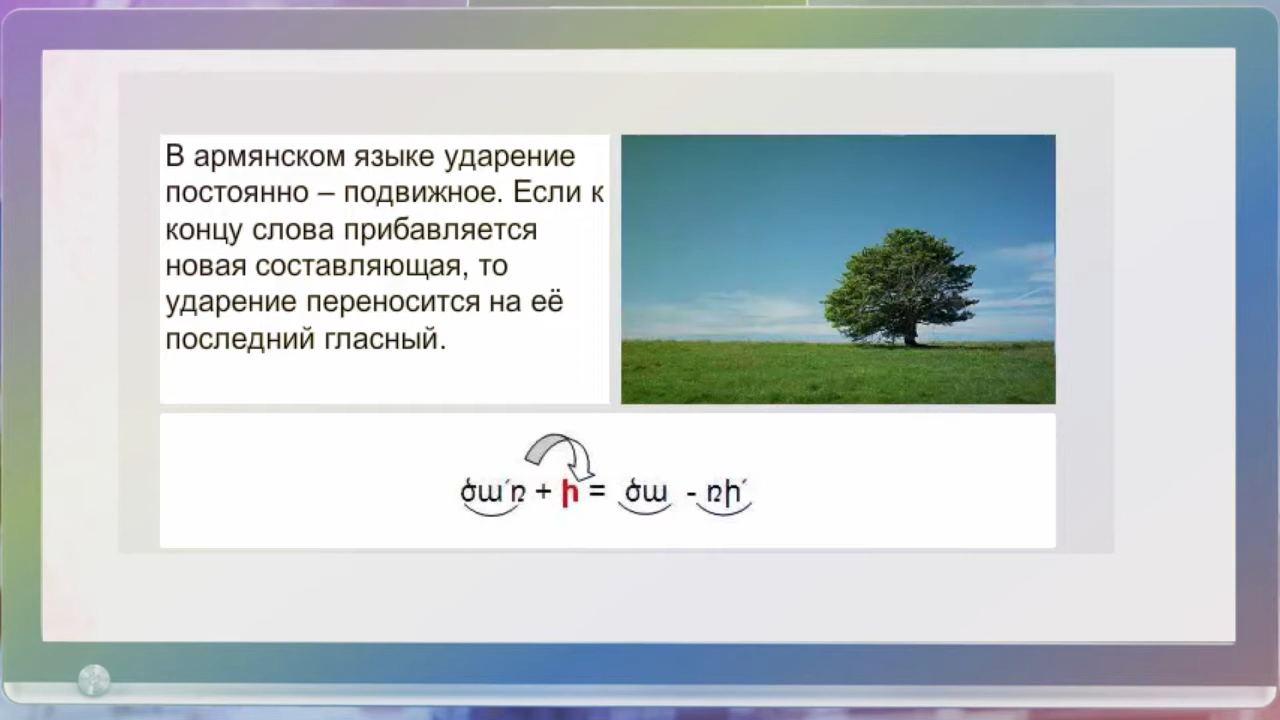 В армянском языке ударение
постоянно – подвижное. Если к
концу слова прибавляется
новая составляющая, то
ударение переносится на её
последний гласный.
ծա՛ռ + ի = ծա - ռի՛